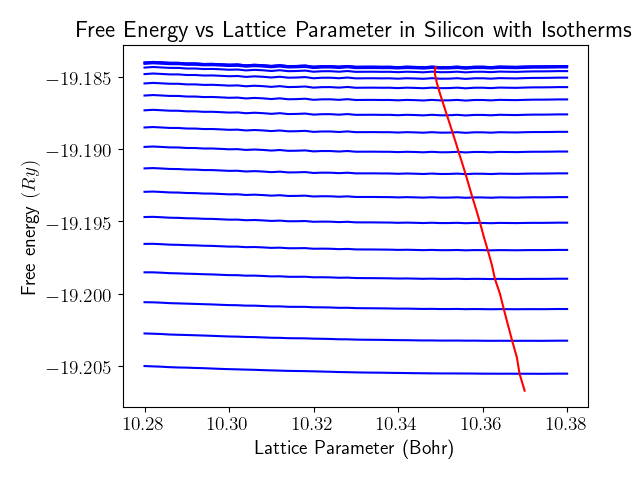 Free Energy vs Lattice Parameter in Silicon with Isotherms
Free energy (Ry)
−19.185
−19.190
−19.195
−19.200
−19.205
10.28 10.30 10.32 10.34 10.36 10.38
Lattice Parameter (Bohr)